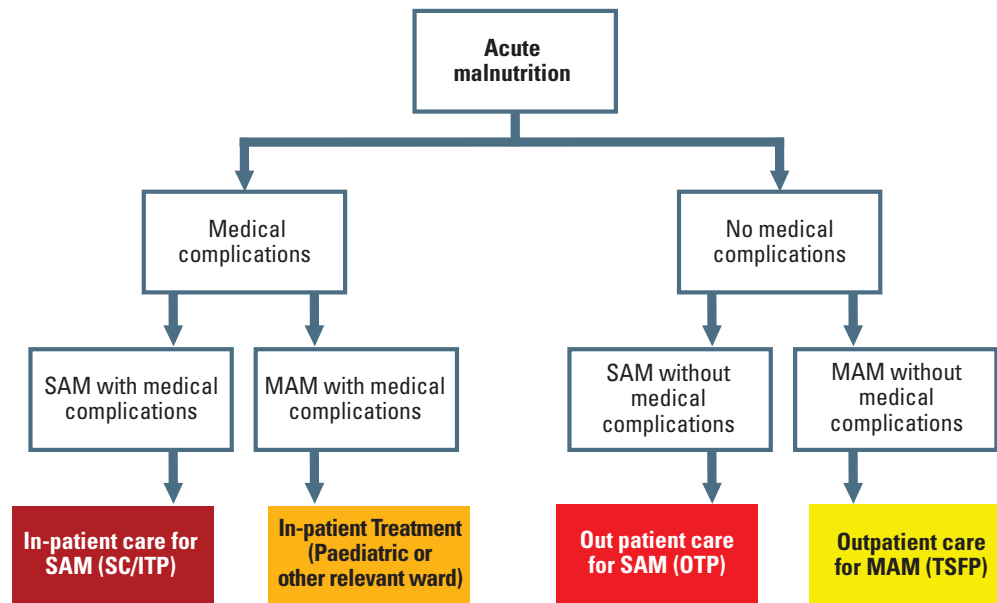 Acute
malnutrition
Medical
complications
No medical
complications
SAM with medical
complications
MAM with medical
complications
SAM without
medical
complications
MAM without
medical
complications
In-patient care for
SAM (SC/ITP)
In-patient Treatment
(Paediatric or
other relevant ward)
Out patient care
for SAM (OTP)
Outpatient care
for MAM (TSFP)